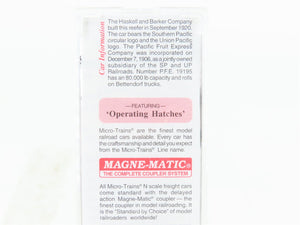 Car Information
The Haskell and Barker Company
built this reefer in September 1920.
The car bears the Southern Pacific
circular logo and the Union Pacific
logo. The Pacific Fruit Express
Company was incorporated on
December 7, 1906, as a jointly owned
subsidiary of the SP and UP
Railroads. Number P.F.E. 19195
has an 80,000 lb capacity and rolls
on Bettendorf trucks.
—FEATURING—
'Operating Hatches'
Micro-Trains® are the finest model
railroad cars available. Every car has
the craftsmanship and detail you expect
from the Micro-Trains® Line name.
MAGNE-MATIC®
THE COMPLETE COUPLER SYSTEM
All Micro-Trains® N scale freight cars
come standard with the delayed
action Magne-Matic® coupler — the
finest coupler in model railroading. It
is the 'Standard by Choice' of model
railroaders worldwide!